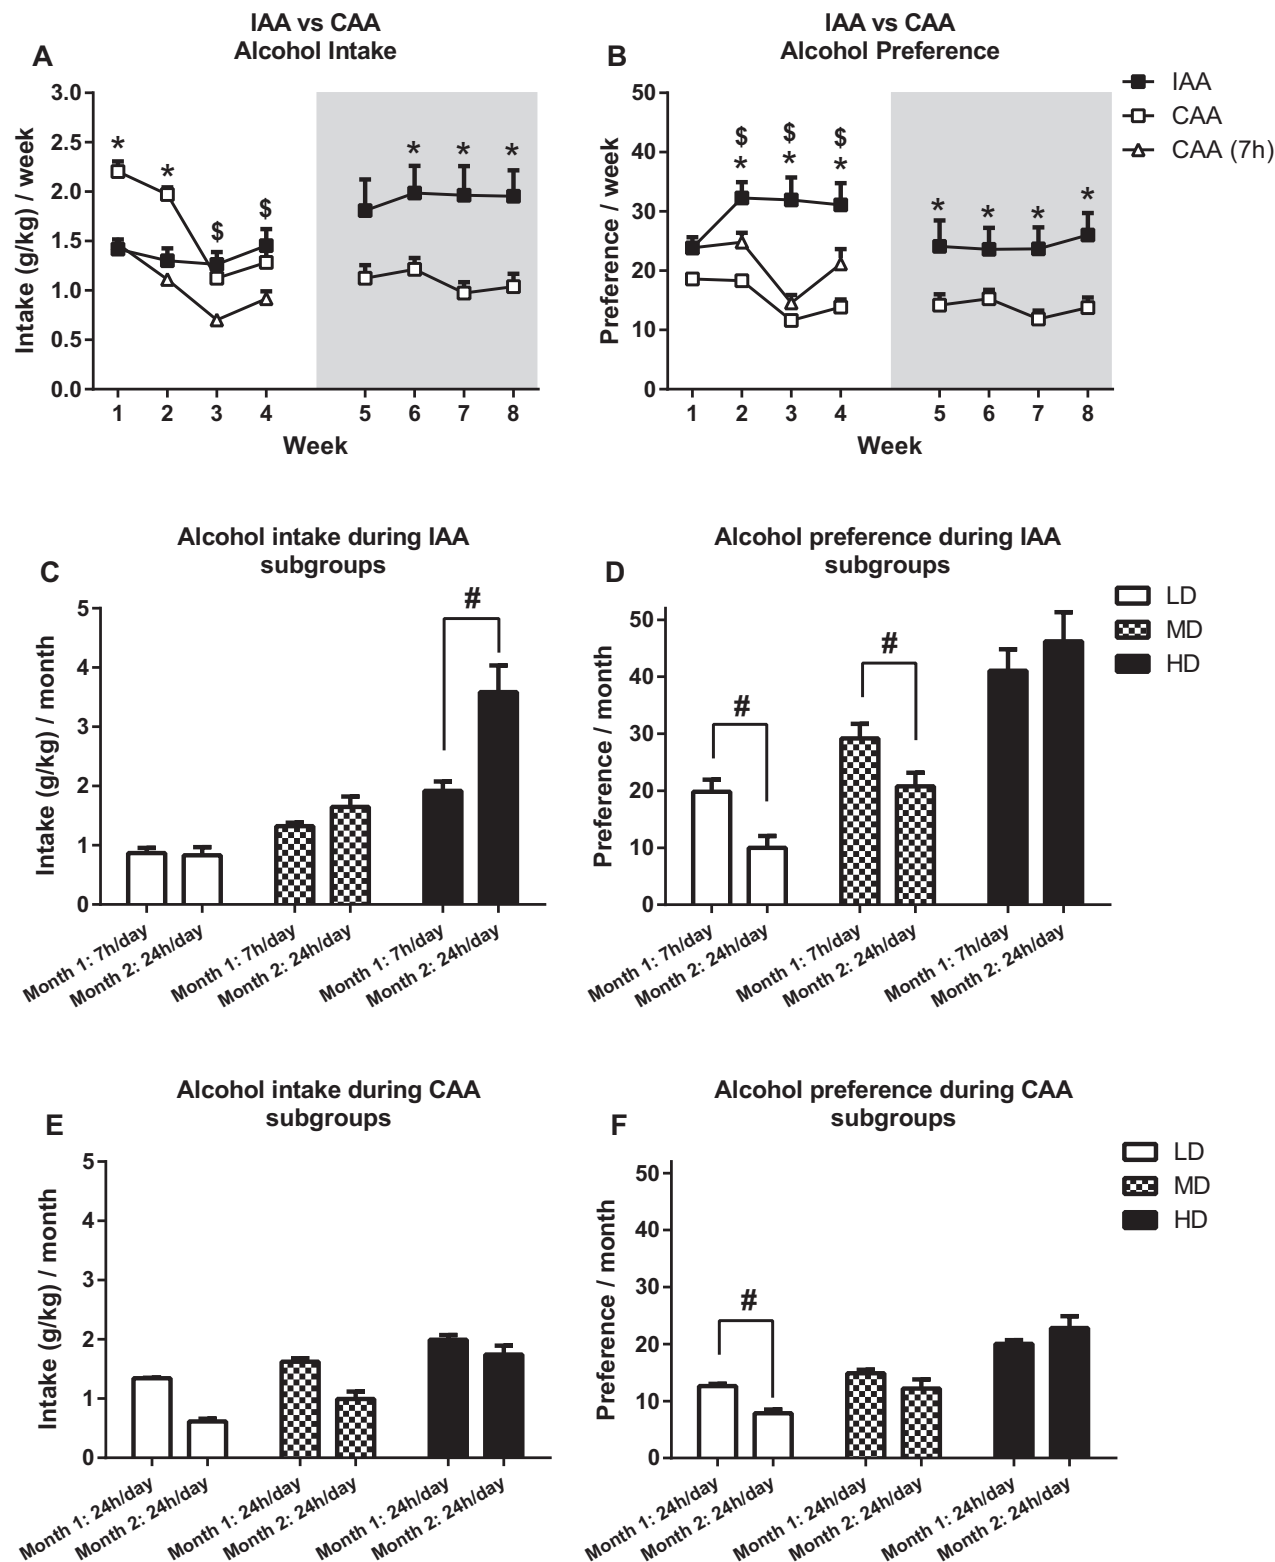 IAA vs CAA
Alcohol Intake
A
Intake (g/kg) / week
3.0
2.5
2.0
1.5
1.0
0.5
0.0
* * $ $ * * *
1 2 3 4 5 6 7 8
Week
IAA vs CAA
Alcohol Preference
B
Preference / week
50
40
30
20
10
0
$ $ $
* * * * * * *
1 2 3 4 5 6 7 8
Week
IAA
CAA
CAA (7h)
Alcohol intake during IAA
subgroups
C
Intake (g/kg) / month
5
4
3
2
1
0
#
Month 1: 7h/day
Month 2: 24h/day
Month 1: 7h/day
Month 2: 24h/day
Month 1: 7h/day
Month 2: 24h/day
Alcohol preference during IAA
subgroups
D
Preference / month
50
40
30
20
10
0
# #
Month 1: 7h/day
Month 2: 24h/day
Month 1: 7h/day
Month 2: 24h/day
Month 1: 7h/day
Month 2: 24h/day
LD
MD
HD
Alcohol intake during CAA
subgroups
E
Intake (g/kg) / month
5
4
3
2
1
0
Month 1: 24h/day
Month 2: 24h/day
Month 1: 24h/day
Month 2: 24h/day
Month 1: 24h/day
Month 2: 24h/day
Alcohol preference during CAA
subgroups
F
Preference / month
50
40
30
20
10
0
#
Month 1: 24h/day
Month 2: 24h/day
Month 1: 24h/day
Month 2: 24h/day
Month 1: 24h/day
Month 2: 24h/day
LD
MD
HD